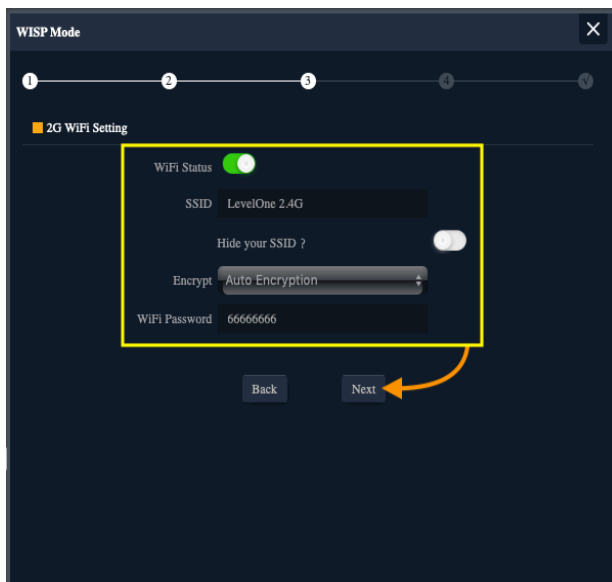 WISP Mode
1 2 3 4 √
2G WiFi Setting
WiFi Status
SSID LevelOne 2.4G
Hide your SSID ?
Encrypt Auto Encryption
WiFi Password 66666666
Back Next